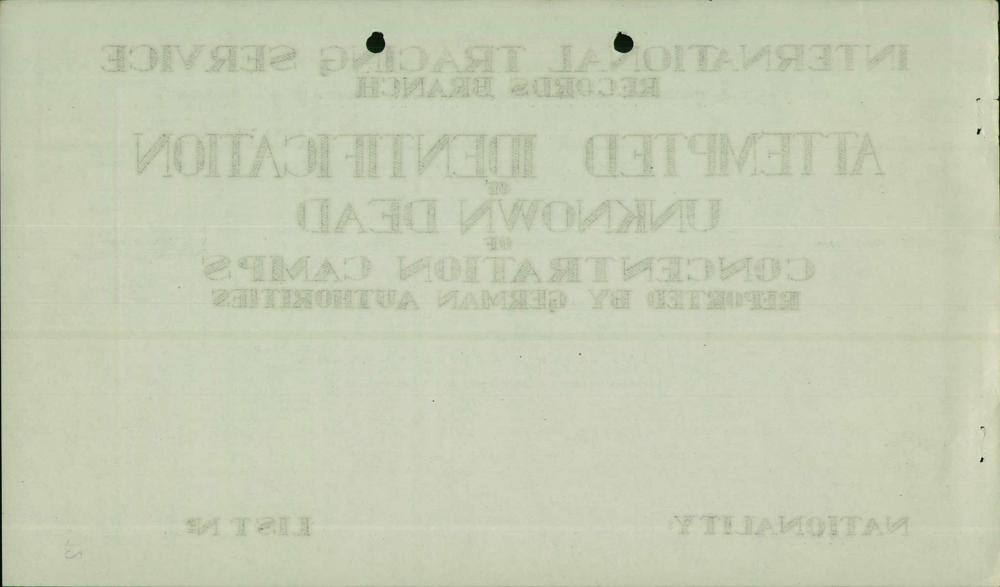 INTERNATIONAL TRACING SERVICE
RECORDS BRANCH
ATTEMPTED IDENTIFICATION
OF
UNKNOWN DEAD
OF
CONCENTRATION CAMPS
REPORTED BY GERMAN AUTHORITIES
NATIONALITY LIST Nº